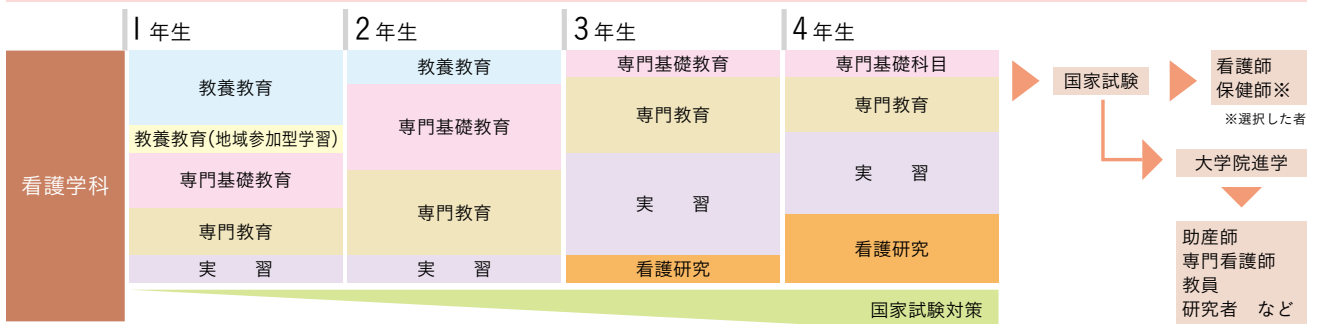 1年生
2年生
3年生
4年生
看護学科
教養教育
教養教育(地域参加型学習)
専門基礎教育
専門教育
実　習
教養教育
専門基礎教育
専門教育
実　習
専門基礎教育
専門教育
実　習
看護研究
専門基礎科目
専門教育
実　習
看護研究
国家試験対策
国家試験
看護師
保健師※
※選択した者
大学院進学
助産師
専門看護師
教員
研究者　など